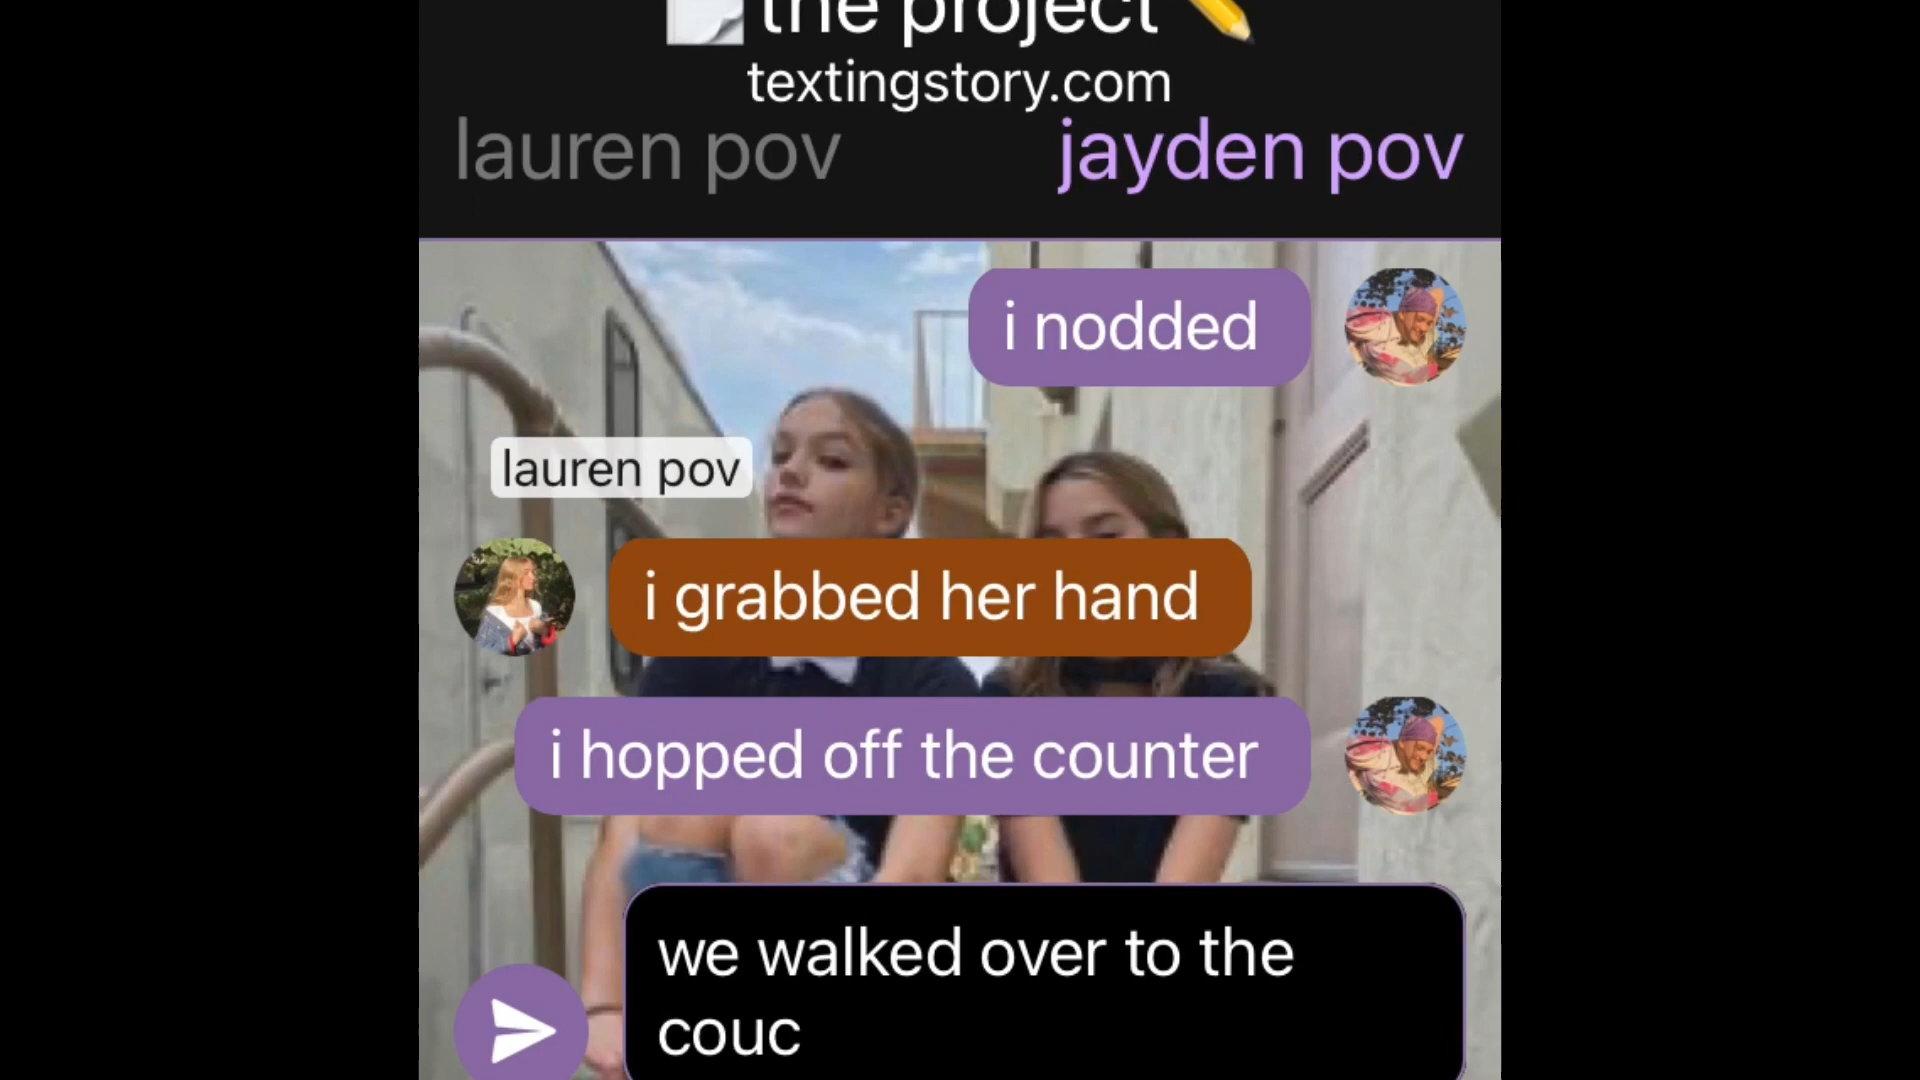 the project
textingstory.com
lauren pov
jayden pov
i nodded
lauren pov
i grabbed her hand
i hopped off the counter
we walked over to the
couc